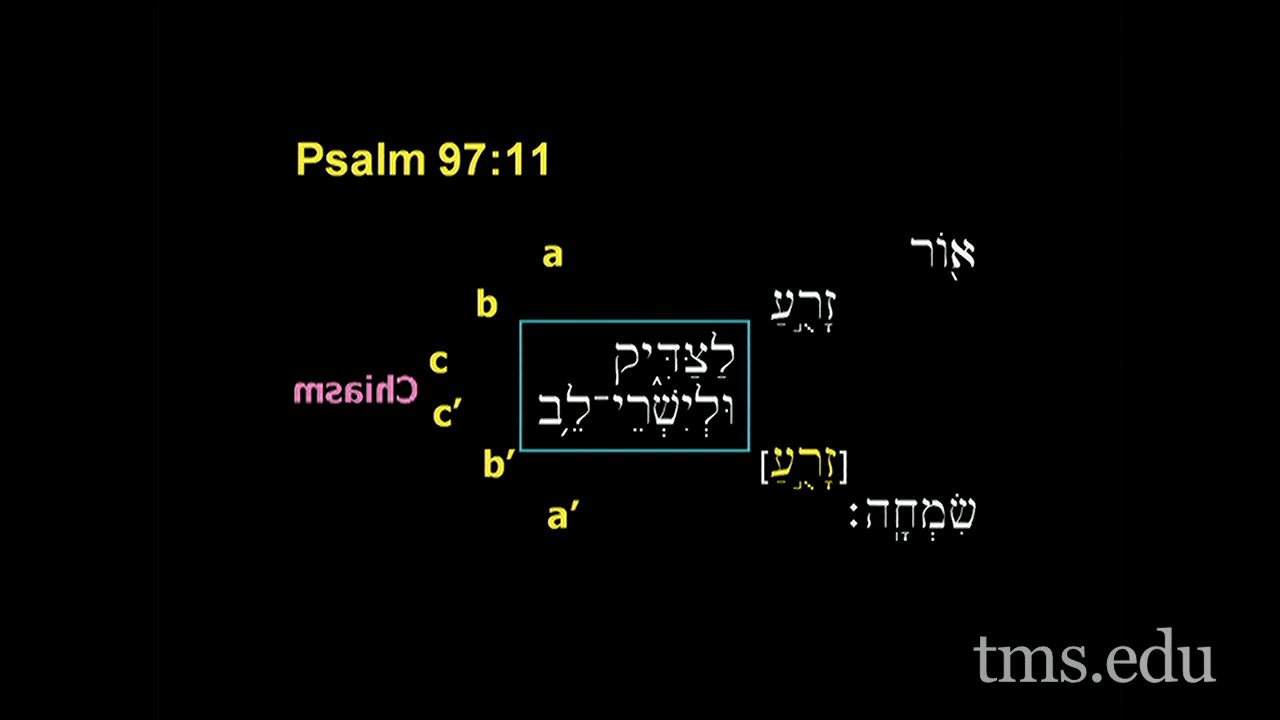 Psalm 97:11
a
אֹ֖ור
b
זָרֻ֣עַ
c
לַצַּדִּ֑יק
Chiasm
c′
וּֽלְיִשְׁרֵי־לֵ֥ב
b′
[זָרֻ֣עַ]
a′
שִׂמְחָֽה׃
tms.edu